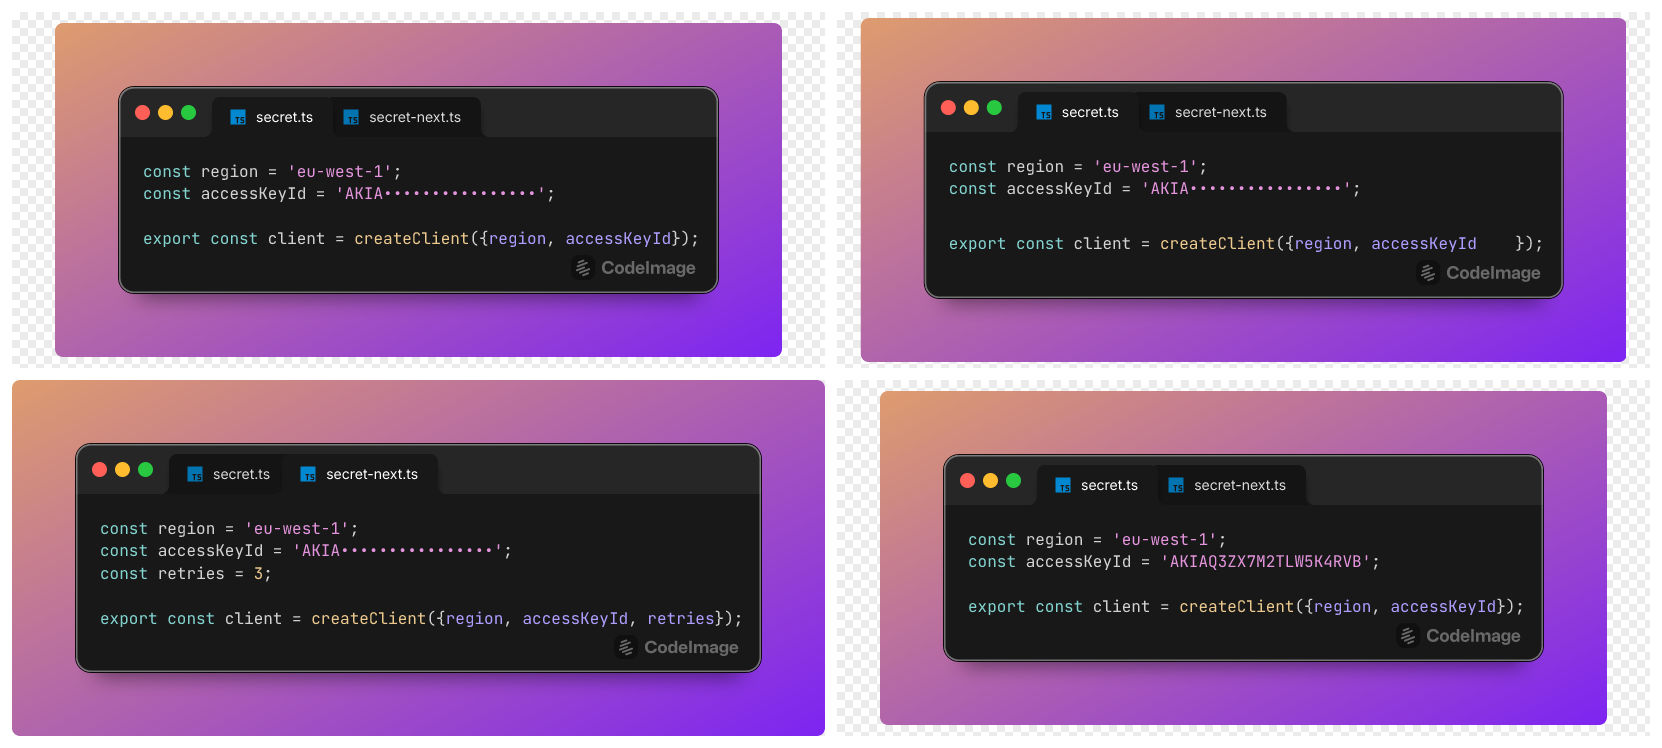 secret.ts secret-next.ts
const region = 'eu-west-1';
const accessKeyId = 'AKIA••••••••••••••••';
export const client = createClient({region, accessKeyId});
CodeImage
secret.ts secret-next.ts
const region = 'eu-west-1';
const accessKeyId = 'AKIA••••••••••••••••';
export const client = createClient({region, accessKeyId    });
CodeImage
secret.ts secret-next.ts
const region = 'eu-west-1';
const accessKeyId = 'AKIA••••••••••••••••';
const retries = 3;
export const client = createClient({region, accessKeyId, retries});
CodeImage
secret.ts secret-next.ts
const region = 'eu-west-1';
const accessKeyId = 'AKIAQ3ZX7M2TLW5K4RVB';
export const client = createClient({region, accessKeyId});
CodeImage